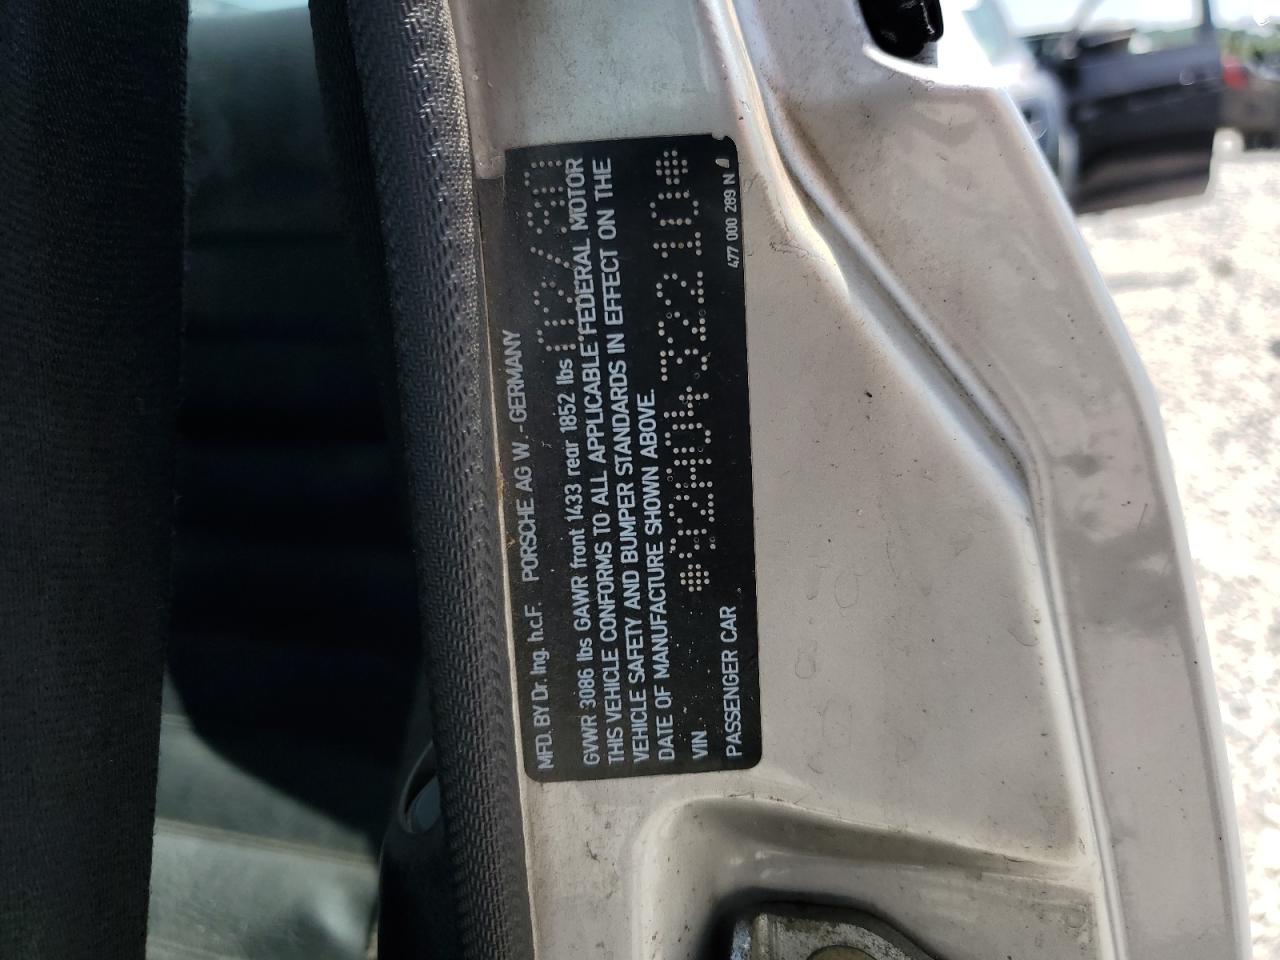 MFD. BY Dr. Ing. h.c.F. PORSCHE AG W. - GERMANY
GVWR 3086 lbs GAWR front 1433 rear 1852 lbs
THIS VEHICLE CONFORMS TO ALL APPLICABLE FEDERAL MOTOR
VEHICLE SAFETY AND BUMPER STANDARDS IN EFFECT ON THE
DATE OF MANUFACTURE SHOWN ABOVE.
VIN 92A0432210
PASSENGER CAR 477 000 289 N